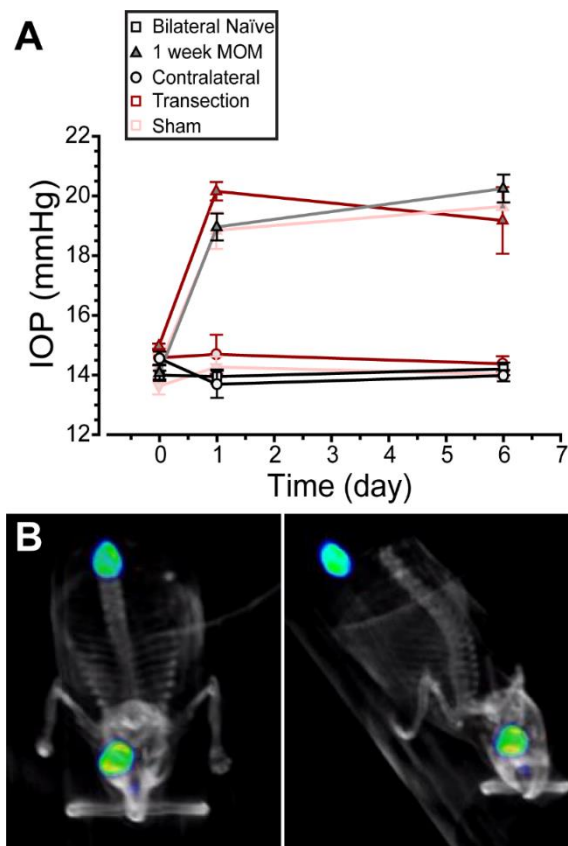 A
Bilateral Naïve
1 week MOM
Contralateral
Transection
Sham
IOP (mmHg)
22
20
18
16
14
12
0 1 2 3 4 5 6 7
Time (day)
B